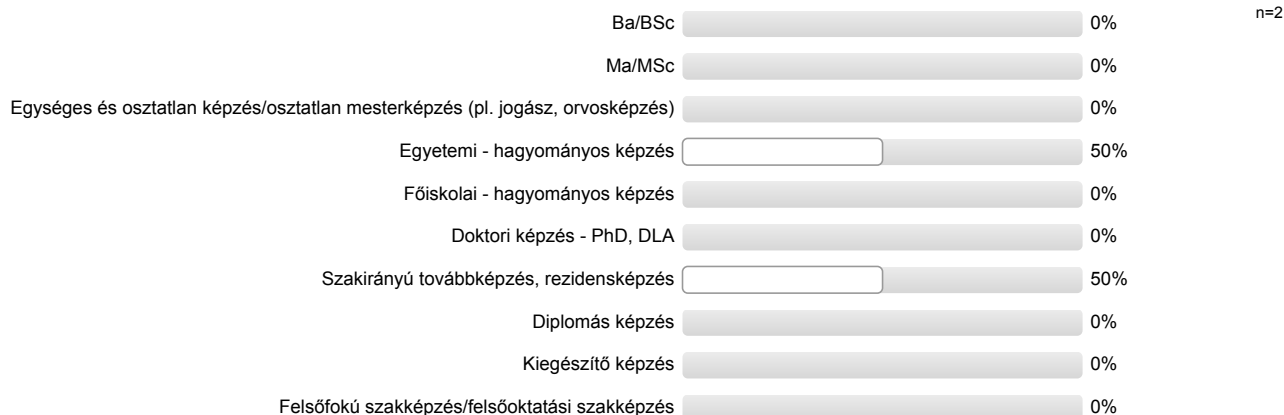 n=2
Ba/BSc 0%
Ma/MSc 0%
Egységes és osztatlan képzés/osztatlan mesterképzés (pl. jogász, orvosképzés) 0%
Egyetemi - hagyományos képzés 50%
Főiskolai - hagyományos képzés 0%
Doktori képzés - PhD, DLA 0%
Szakirányú továbbképzés, rezidensképzés 50%
Diplomás képzés 0%
Kiegészítő képzés 0%
Felsőfokú szakképzés/felsőoktatási szakképzés 0%